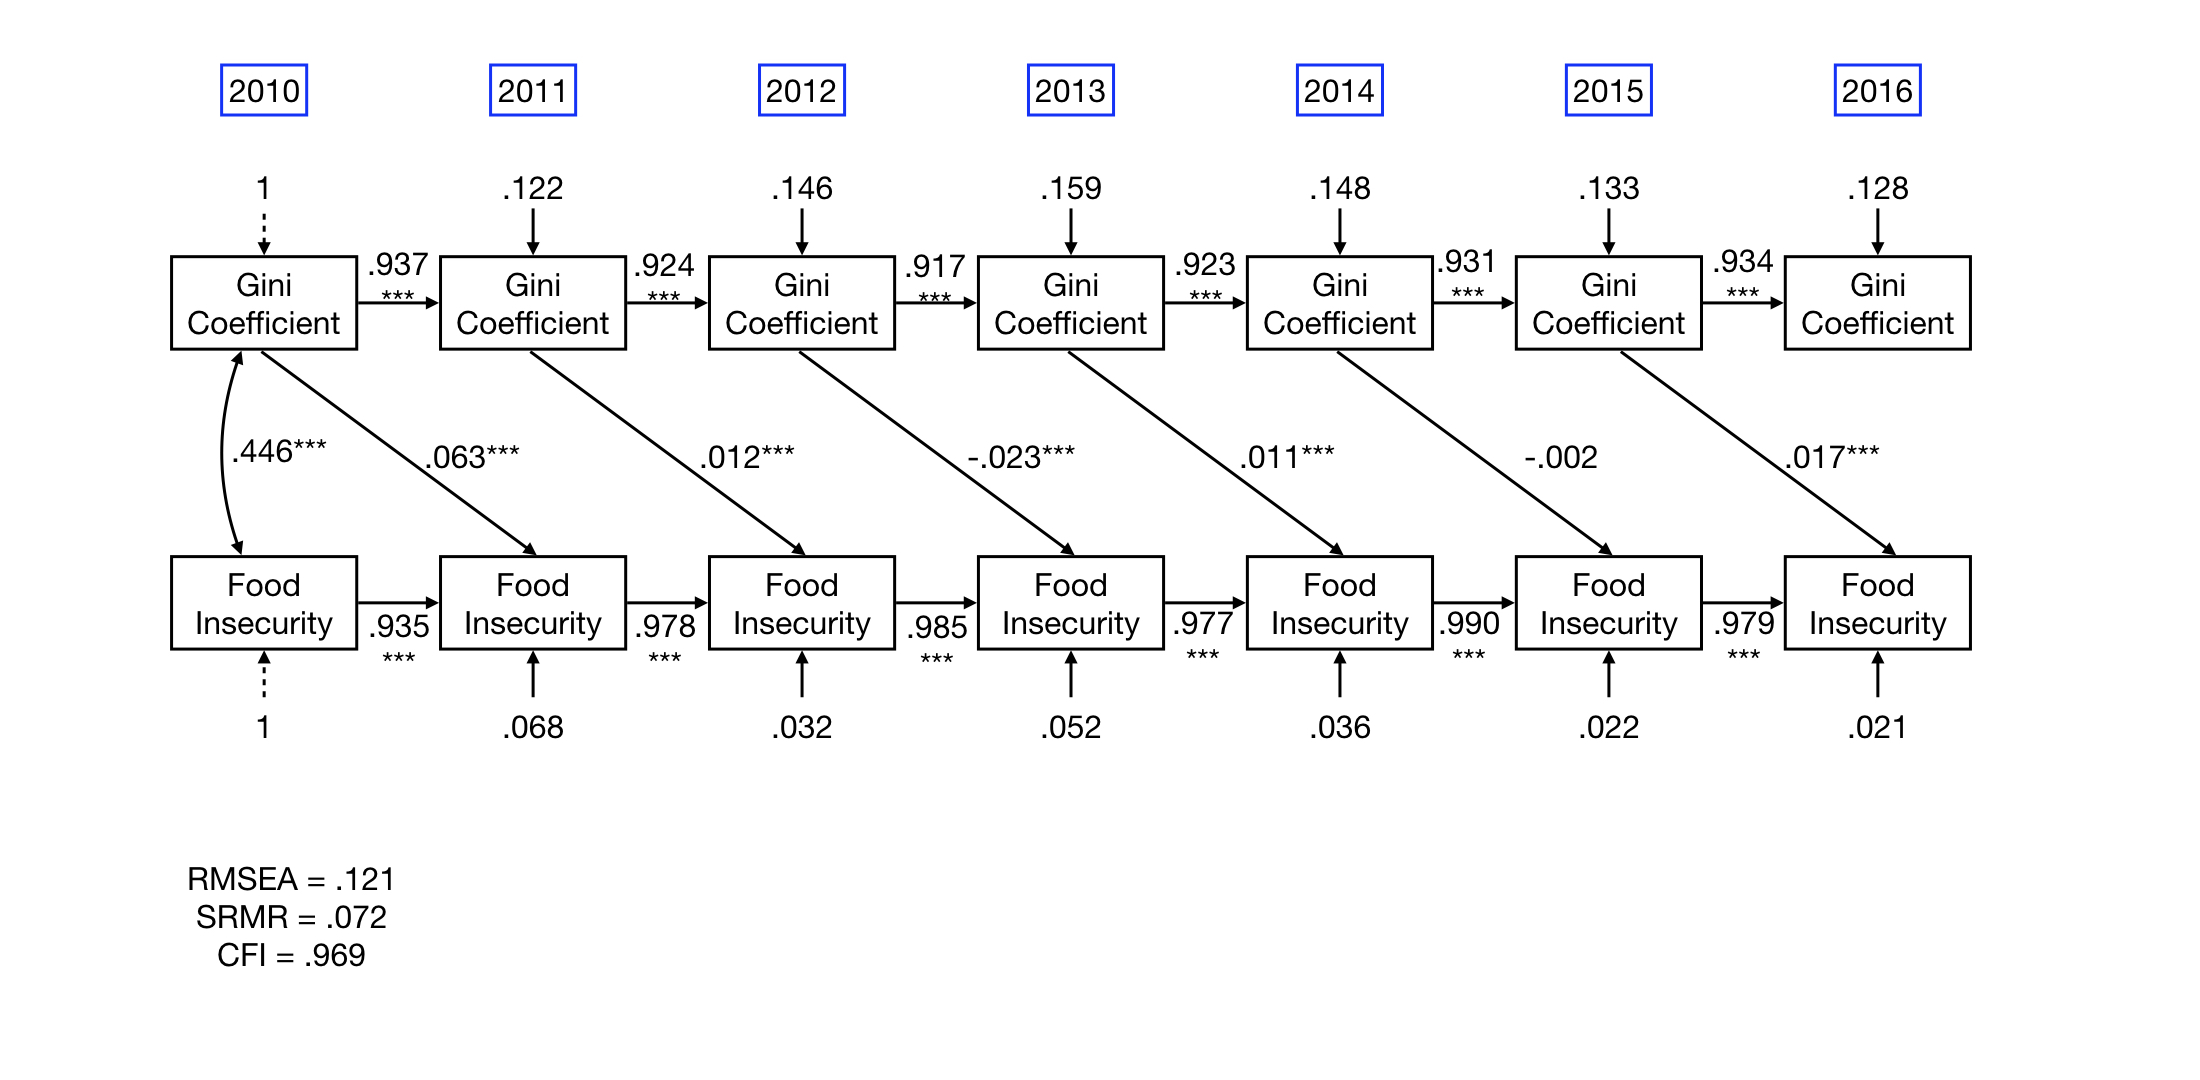 2010 2011 2012 2013 2014 2015 2016
1 .122 .146 .159 .148 .133 .128
Gini
Coefficient
.937
***
Gini
Coefficient
.924
***
Gini
Coefficient
.917
***
Gini
Coefficient
.923
***
Gini
Coefficient
.931
***
Gini
Coefficient
.934
***
Gini
Coefficient
.446*** .063*** .012*** -.023*** .011*** -.002 .017***
Food
Insecurity
.935
***
Food
Insecurity
.978
***
Food
Insecurity
.985
***
Food
Insecurity
.977
***
Food
Insecurity
.990
***
Food
Insecurity
.979
***
Food
Insecurity
1 .068 .032 .052 .036 .022 .021
RMSEA = .121
SRMR = .072
CFI = .969